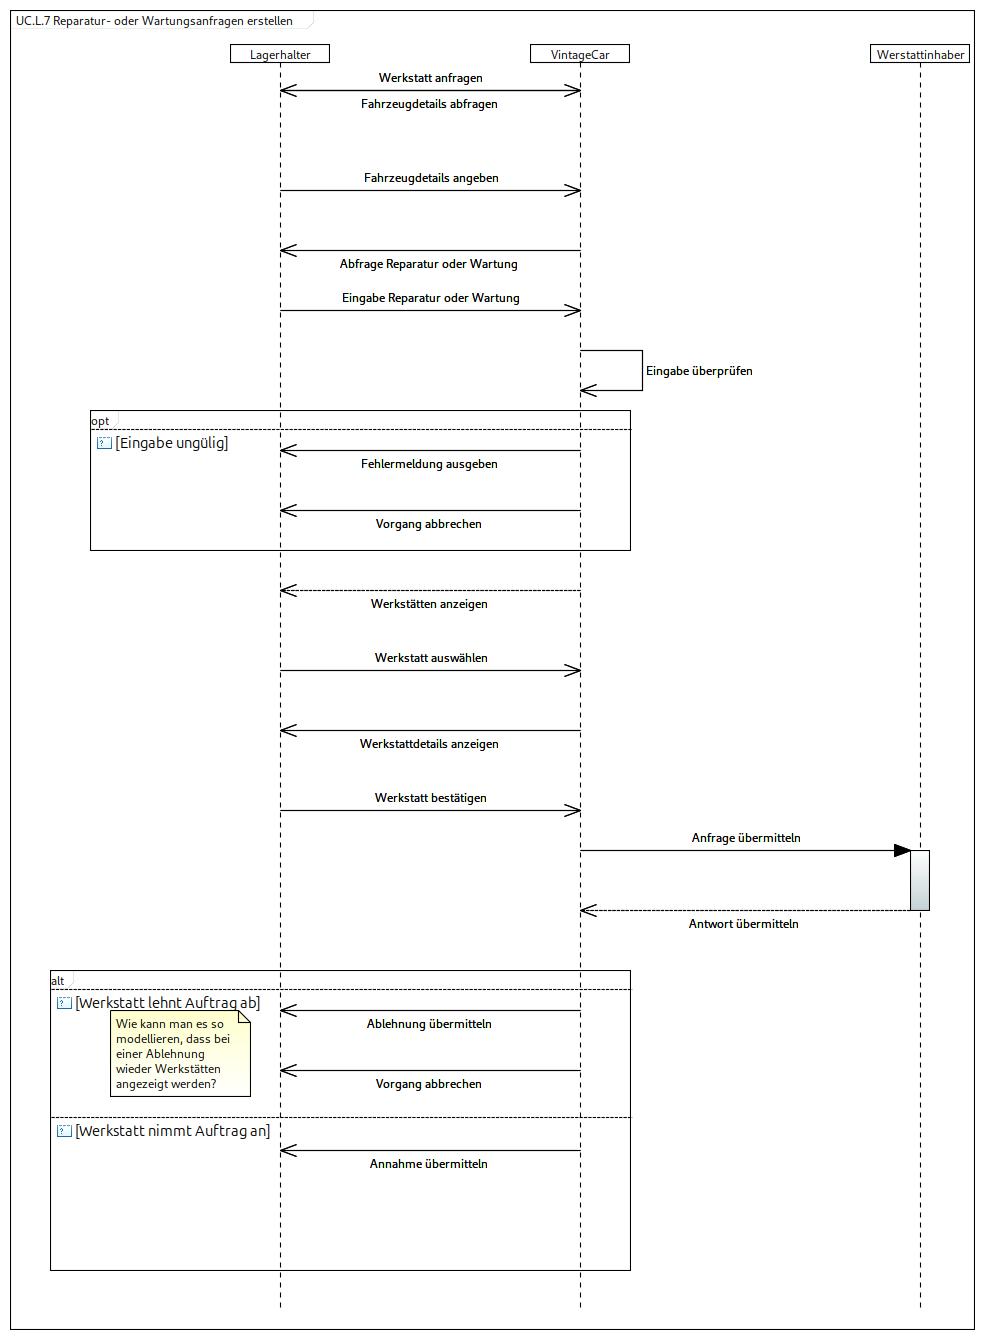 UC.L.7 Reparatur- oder Wartungsanfragen erstellen
Lagerhalter
VintageCar
Werstattinhaber
Werkstatt anfragen
Fahrzeugdetails abfragen
Fahrzeugdetails angeben
Abfrage Reparatur oder Wartung
Eingabe Reparatur oder Wartung
Eingabe überprüfen
opt
[Eingabe ungülig]
Fehlermeldung ausgeben
Vorgang abbrechen
Werkstätten anzeigen
Werkstatt auswählen
Werkstattdetails anzeigen
Werkstatt bestätigen
Anfrage übermitteln
Antwort übermitteln
alt
[Werkstatt lehnt Auftrag ab]
Wie kann man es so
modellieren, dass bei
einer Ablehnung
wieder Werkstätten
angezeigt werden?
Ablehnung übermitteln
Vorgang abbrechen
[Werkstatt nimmt Auftrag an]
Annahme übermitteln